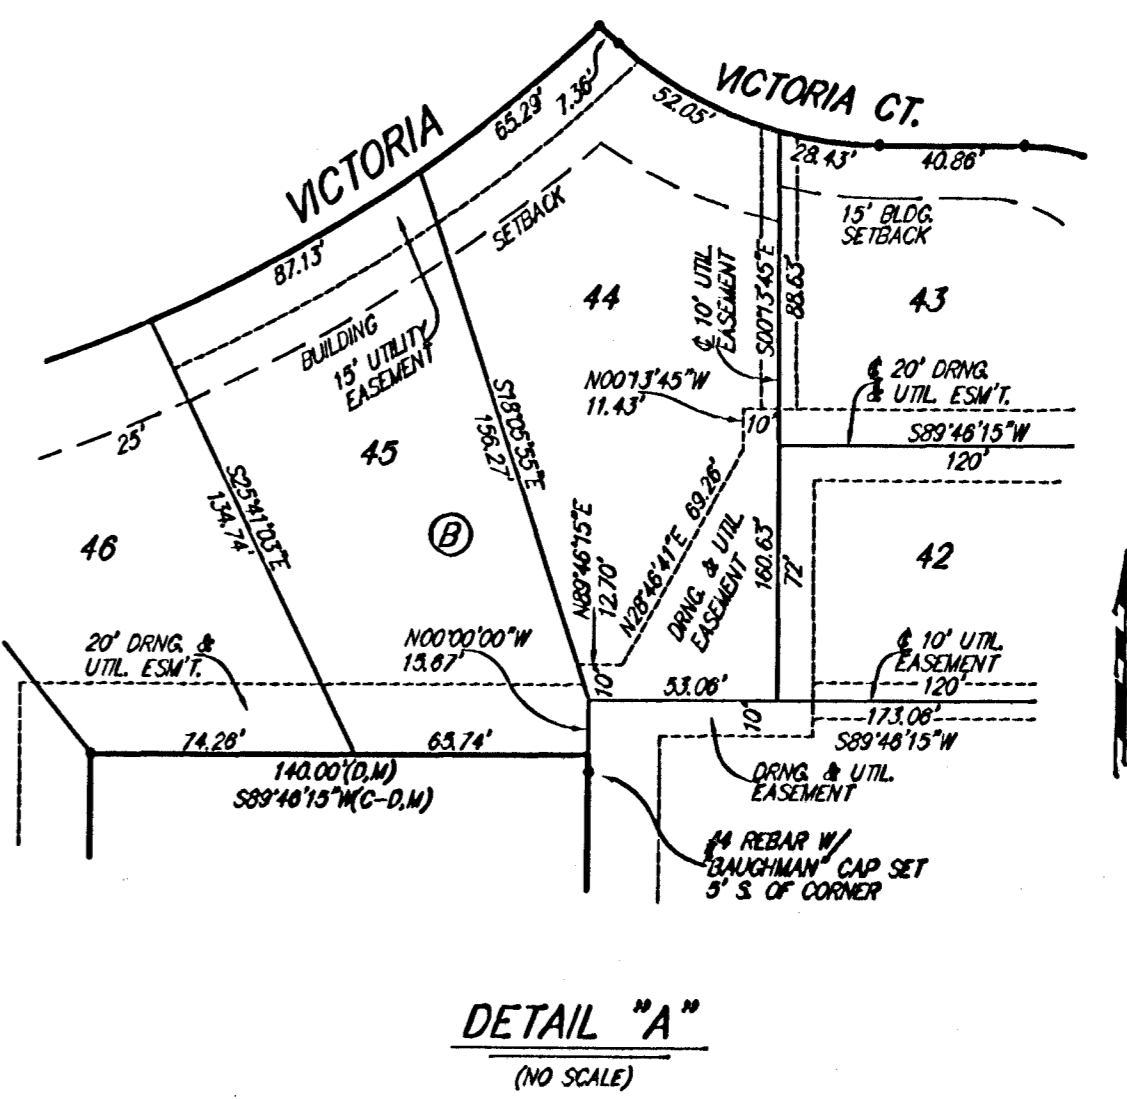 VICTORIA
VICTORIA CT.
65.29'
7.36'
52.05'
28.43'
40.86'
87.13'
15' BLDG.
SETBACK
BUILDING
SETBACK
15' UTILITY
EASEMENT
25'
44
43
45
46
42
B
℄ 10' UTIL.
EASEMENT
S00°13'45"E
88.63'
N00°13'45"W
11.43'
10'
℄ 20' DRNG.
& UTIL. ESM'T.
S89°46'15"W
120'
S18°05'55"E
156.27'
S25°41'03"E
134.74'
N89°46'15"E
12.70'
N28°46'41"E 69.26'
DRNG. & UTIL.
EASEMENT
160.63'
72'
N00°00'00"W
15.67'
20' DRNG. &
UTIL. ESM'T.
℄ 10' UTIL.
EASEMENT
10'
53.06'
10'
120'
173.06'
S89°46'15"W
74.26'
65.74'
140.00'(D,M)
S89°46'15"W(C-D,M)
DRNG. & UTIL.
EASEMENT
#4 REBAR W/
"BAUGHMAN" CAP SET
5' S. OF CORNER
DETAIL "A"
(NO SCALE)